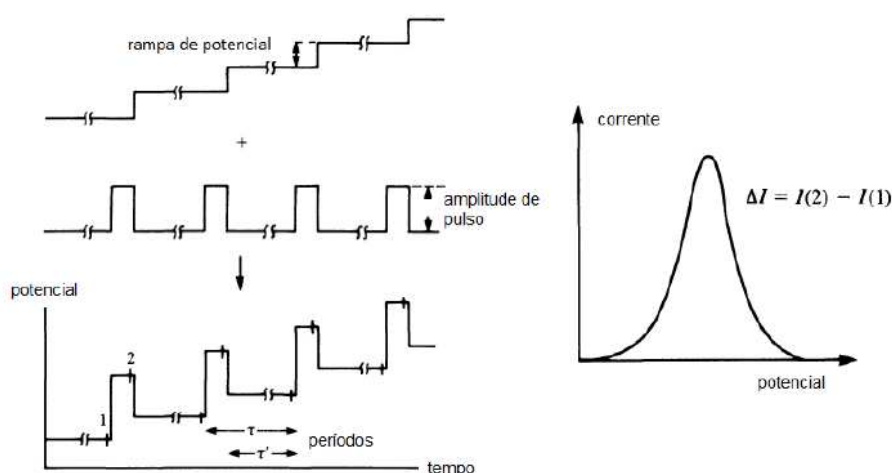 rampa de potencial
+
amplitude de
pulso
potencial
2
1
τ
períodos
τ'
tempo
corrente
ΔI = I(2) − I(1)
potencial